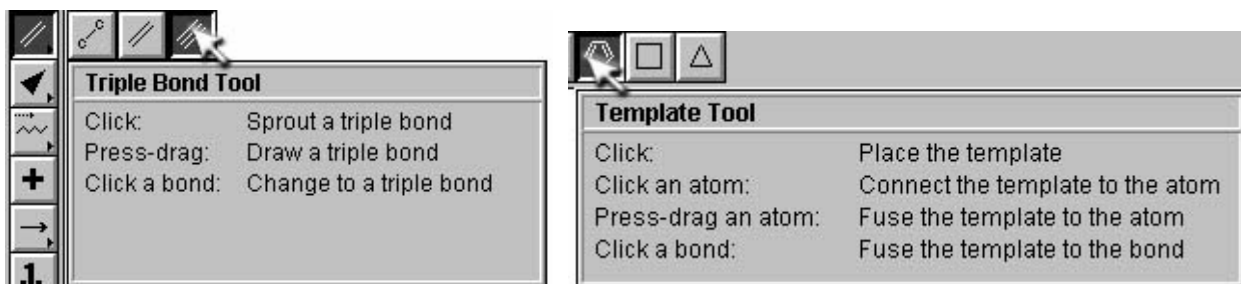 C
C
Triple Bond Tool
Click: Sprout a triple bond
Press-drag: Draw a triple bond
Click a bond: Change to a triple bond
1.
Template Tool
Click: Place the template
Click an atom: Connect the template to the atom
Press-drag an atom: Fuse the template to the atom
Click a bond: Fuse the template to the bond